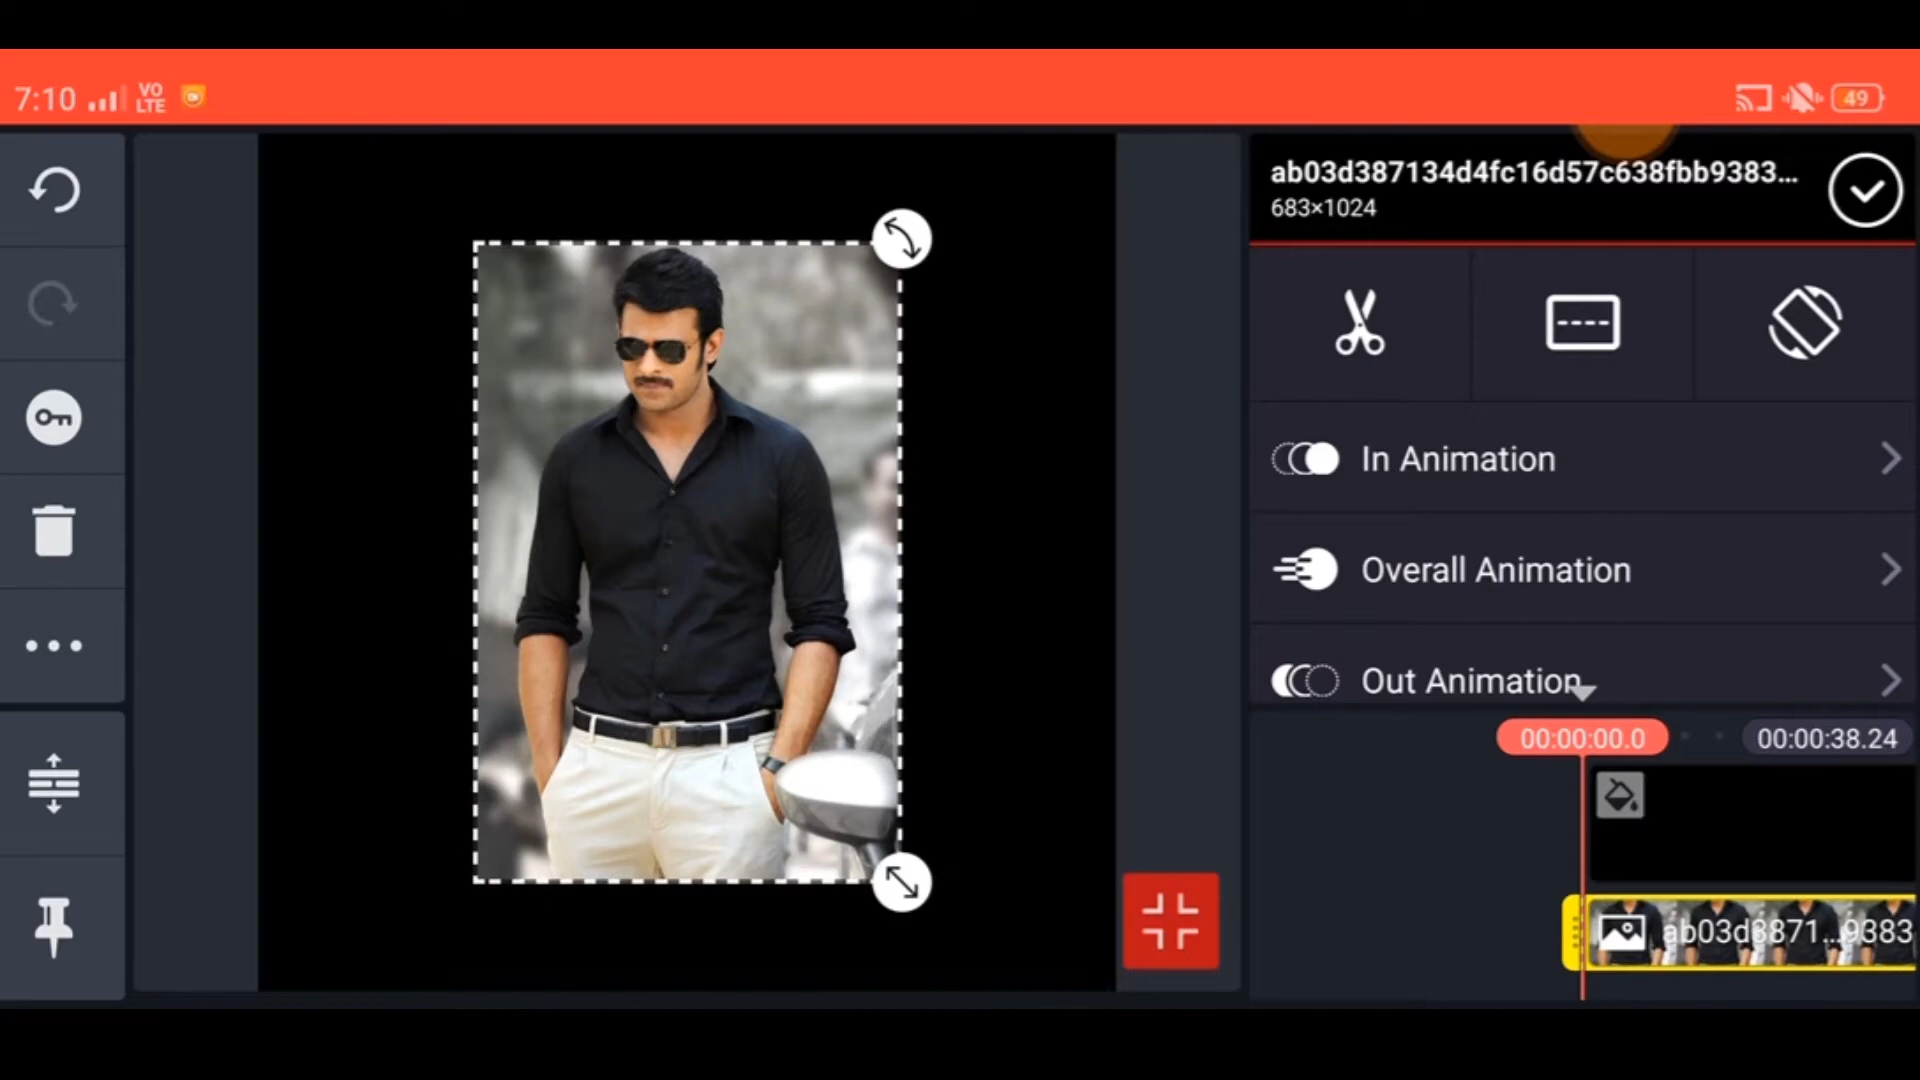 7:10
VO
LTE
49
ab03d387134d4fc16d57c638fbb9383...
683×1024
In Animation
Overall Animation
Out Animation
00:00:00.0
00:00:38.24
ab03d3871...9383